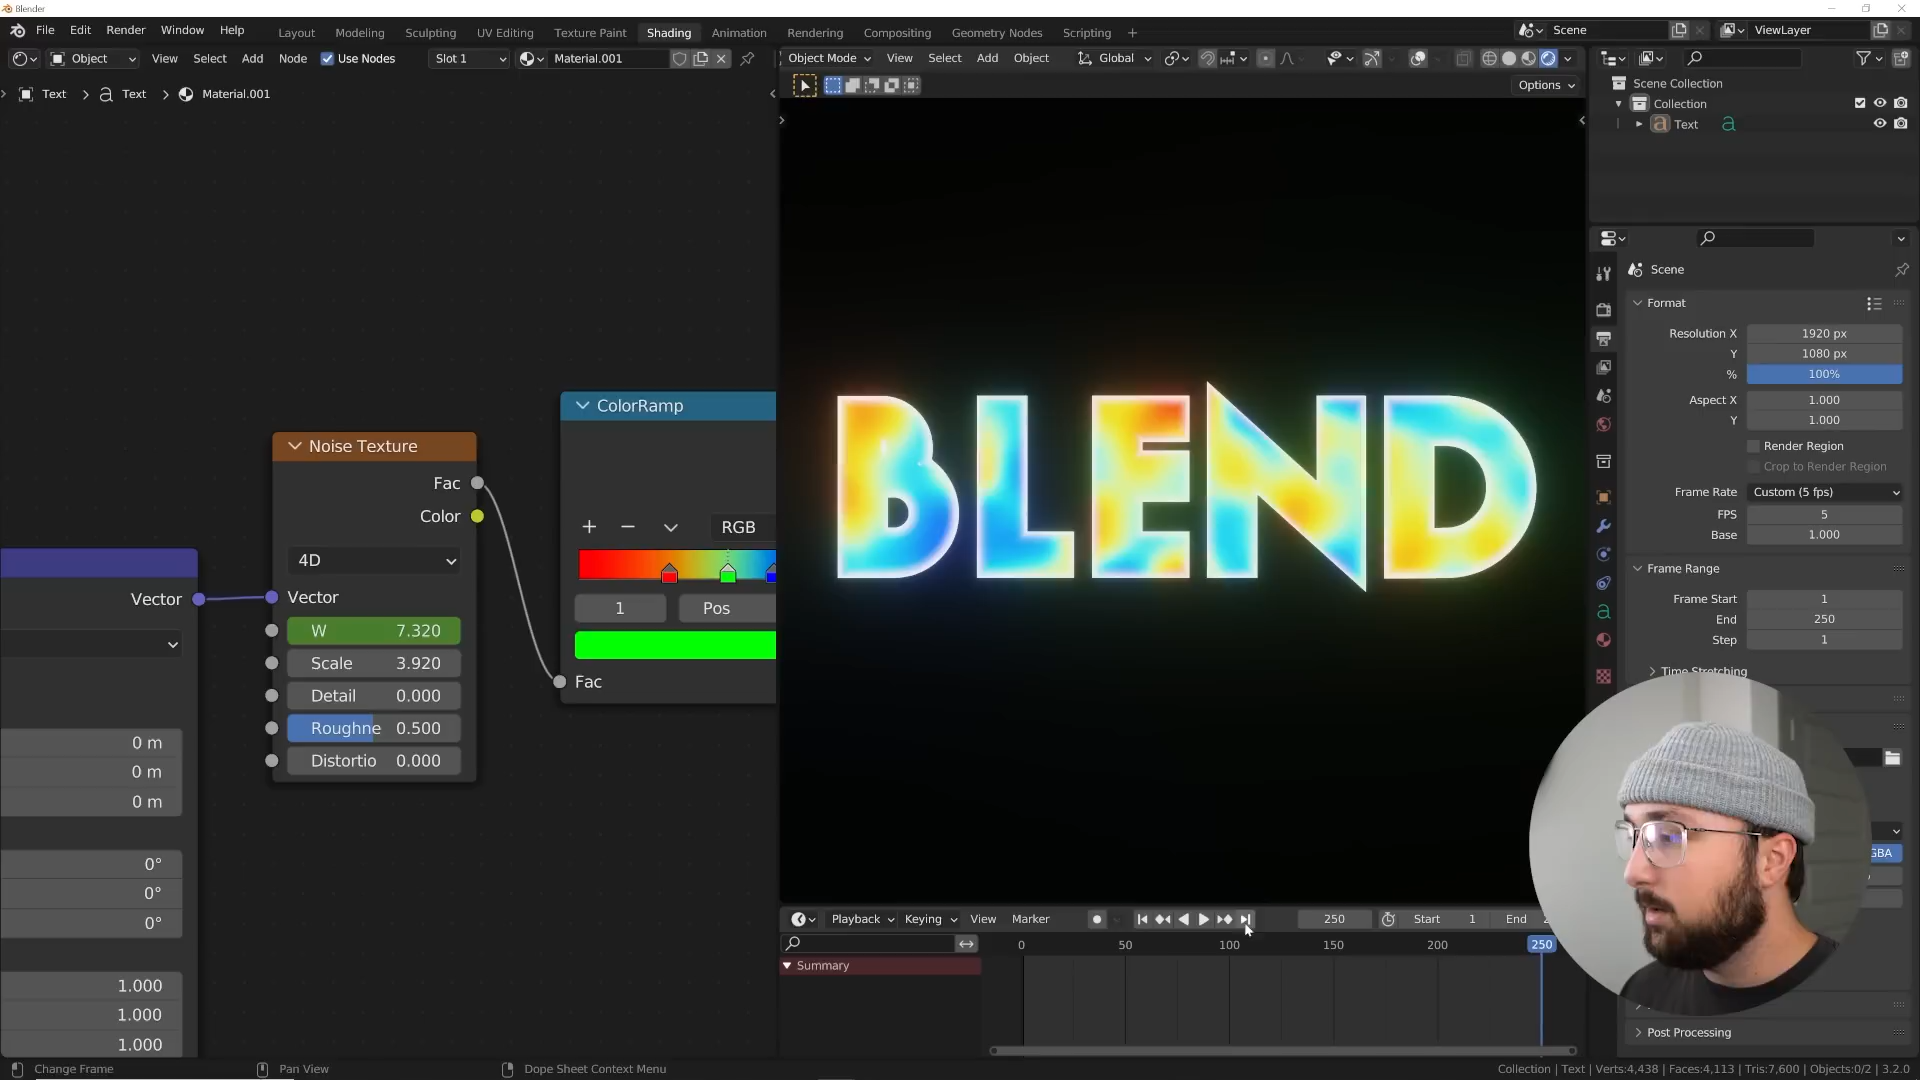 Blender
File Edit Render Window Help Layout Modeling Sculpting UV Editing Texture Paint Shading Animation Rendering Compositing Geometry Nodes Scripting + Scene ViewLayer
Object View Select Add Node Use Nodes Slot 1 Material.001
Object Mode View Select Add Object Global
Options
Text > Text > Material.001
Scene Collection
Collection
Text
Scene
Format
Resolution X 1920 px
Y 1080 px
% 100%
Aspect X 1.000
Y 1.000
Render Region
Crop to Render Region
Frame Rate Custom (5 fps)
FPS 5
Base 1.000
Frame Range
Frame Start 1
End 250
Step 1
Time Stretching
Post Processing
BLEND
Noise Texture
Fac
Color
4D
Vector
W 7.320
Scale 3.920
Detail 0.000
Roughne 0.500
Distortio 0.000
ColorRamp
+ − RGB
1 Pos
Fac
Vector
0 m
0 m
0 m
0°
0°
0°
1.000
1.000
1.000
Playback Keying View Marker 250 Start 1 End
0 50 100 150 200 250
Summary
Change Frame Pan View Dope Sheet Context Menu Collection | Text | Verts:4,438 | Faces:4,113 | Tris:7,600 | Objects:0/2 | 3.2.0